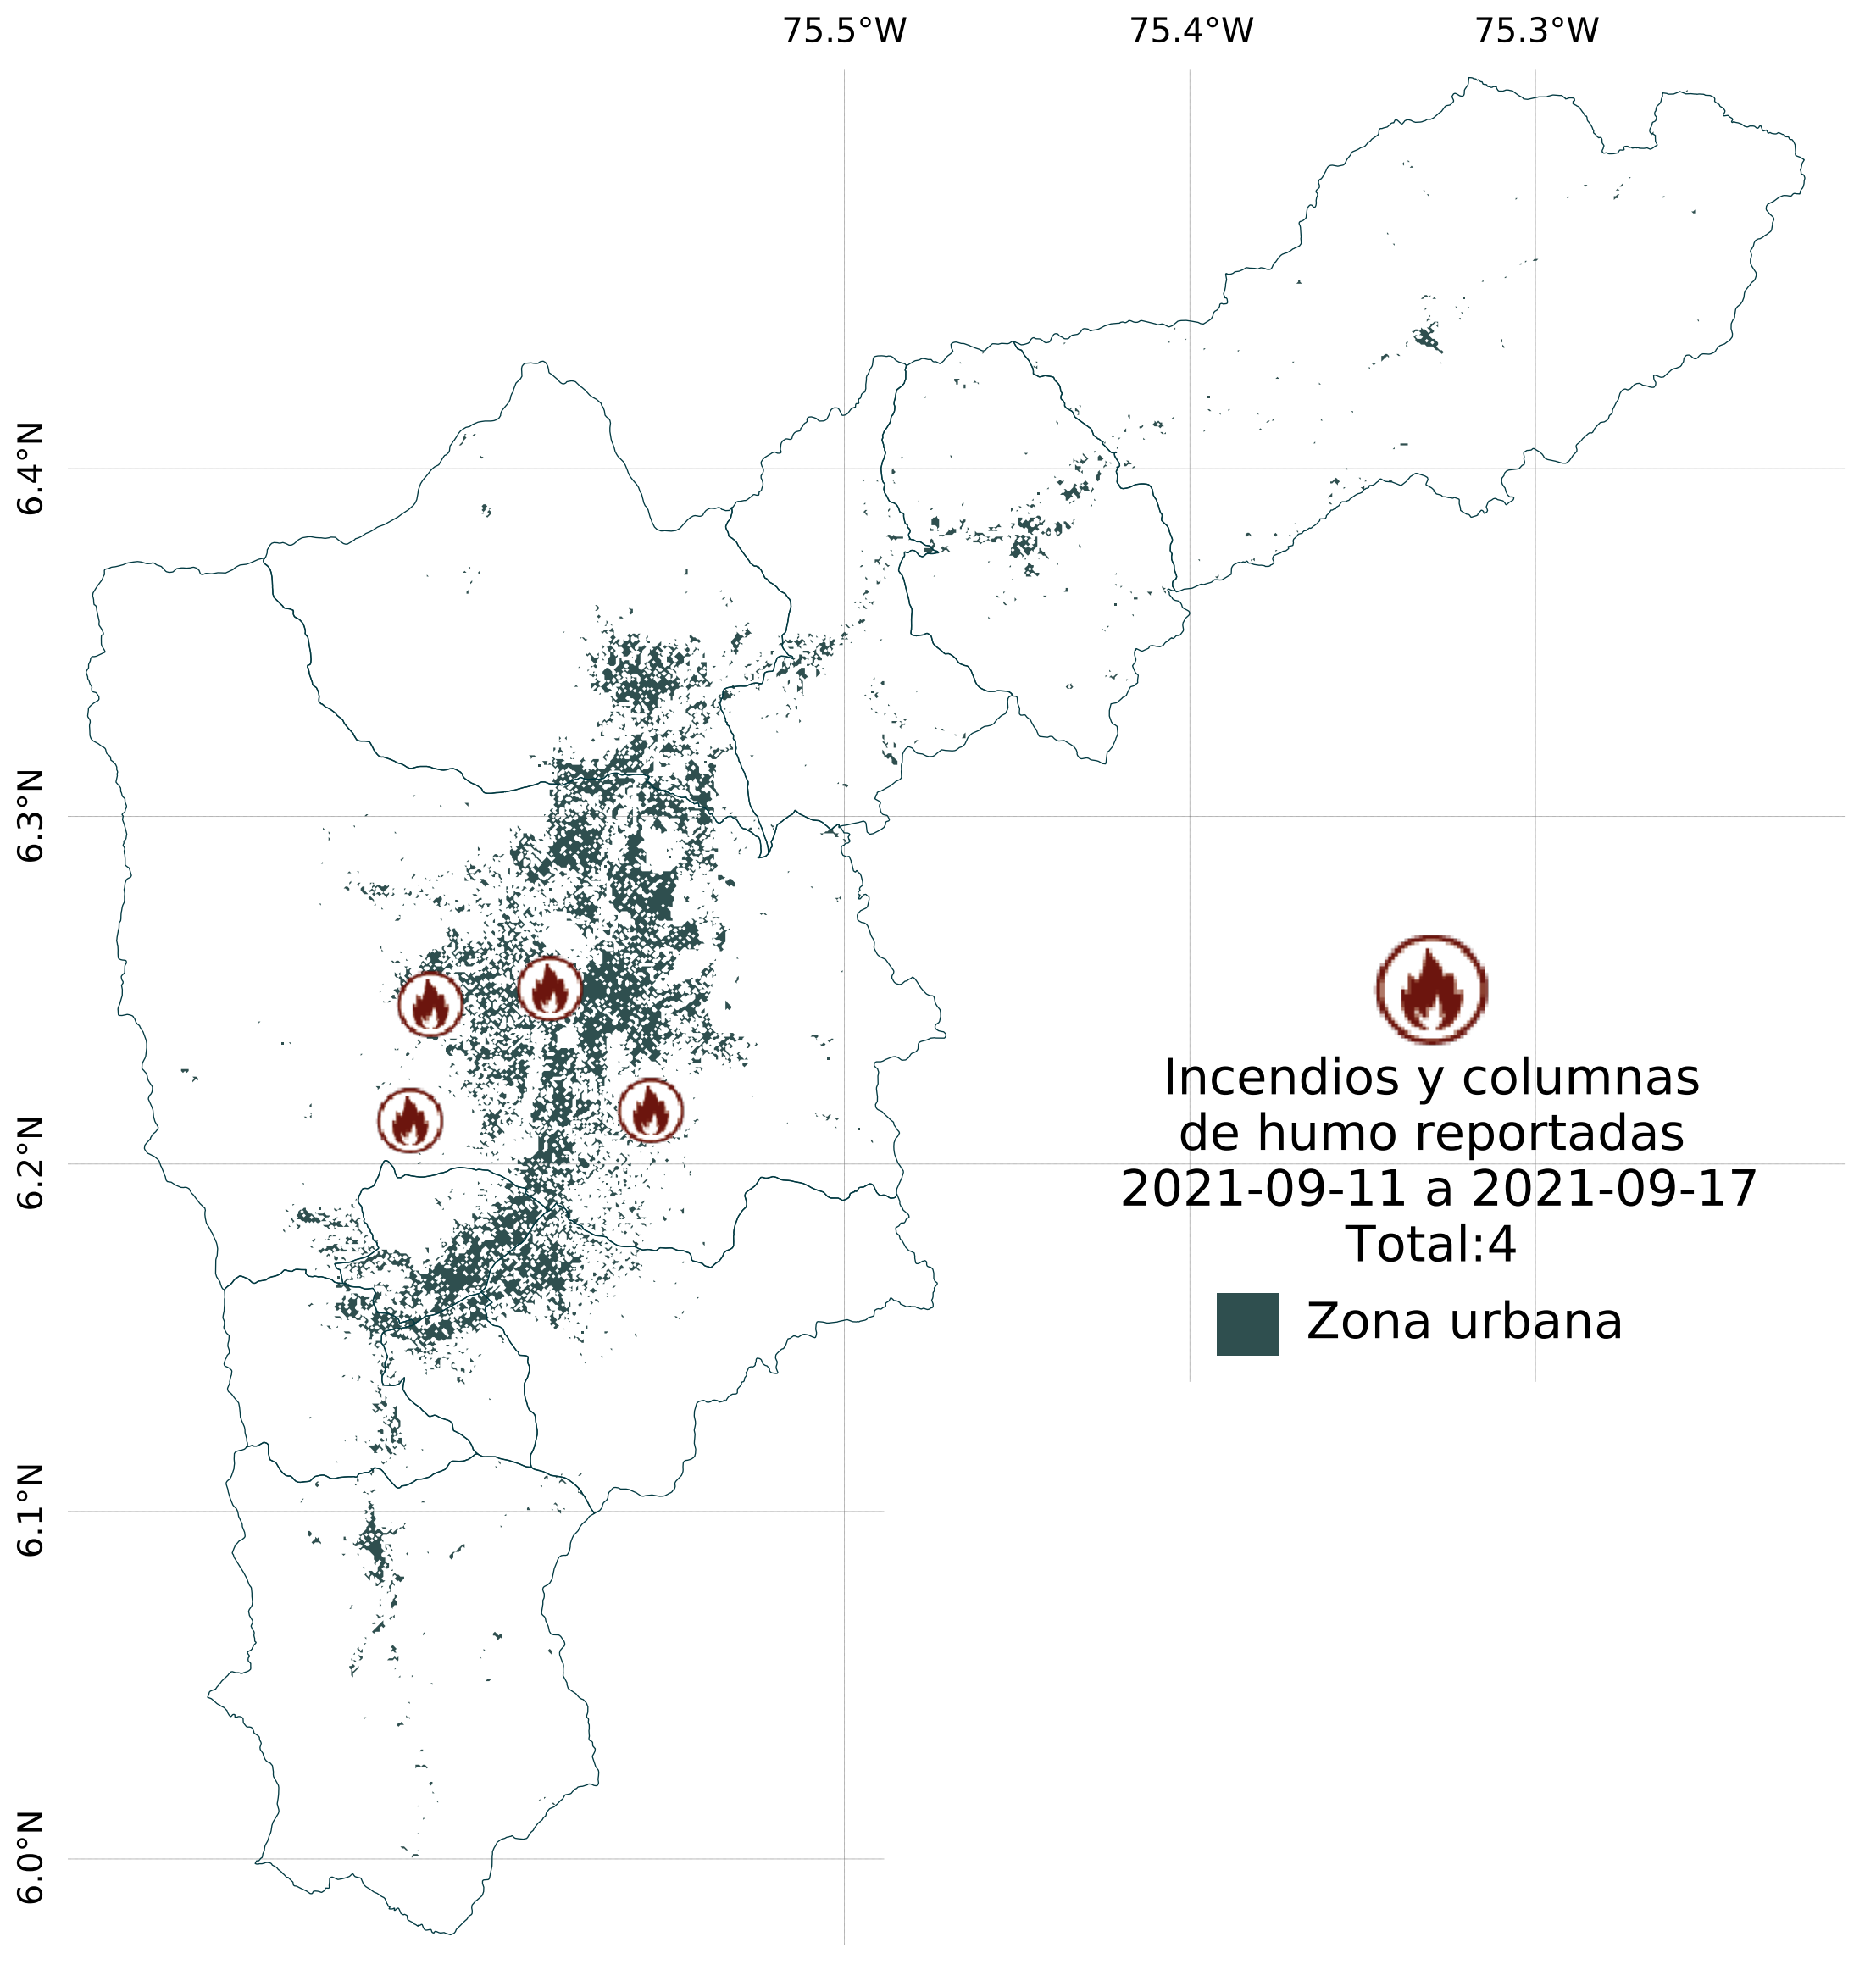 75.5°W 75.4°W 75.3°W
6.4°N
6.3°N
6.2°N
6.1°N
6.0°N
Incendios y columnas
de humo reportadas
2021-09-11 a 2021-09-17
Total:4
Zona urbana